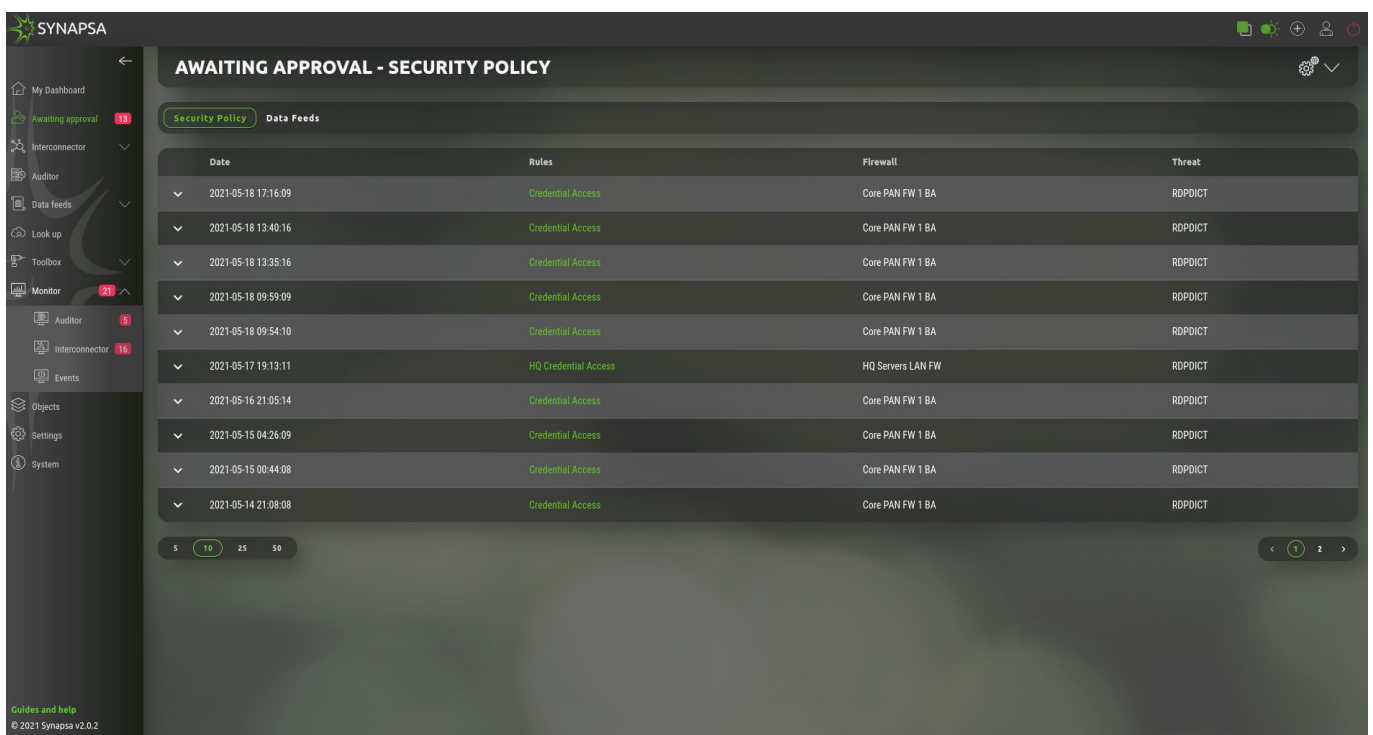 SYNAPSA
AWAITING APPROVAL - SECURITY POLICY
My Dashboard
Awaiting approval 13
Interconnector
Auditor
Data feeds
Look up
Toolbox
Monitor 21
Auditor 5
Interconnector 16
Events
Objects
Settings
System
Guides and help
© 2021 Synapsa v2.0.2
Security Policy Data Feeds
Date Rules Firewall Threat
2021-05-18 17:16:09 Credential Access Core PAN FW 1 BA RDPDICT
2021-05-18 13:40:16 Credential Access Core PAN FW 1 BA RDPDICT
2021-05-18 13:35:16 Credential Access Core PAN FW 1 BA RDPDICT
2021-05-18 09:59:09 Credential Access Core PAN FW 1 BA RDPDICT
2021-05-18 09:54:10 Credential Access Core PAN FW 1 BA RDPDICT
2021-05-17 19:13:11 HQ Credential Access HQ Servers LAN FW RDPDICT
2021-05-16 21:05:14 Credential Access Core PAN FW 1 BA RDPDICT
2021-05-15 04:26:09 Credential Access Core PAN FW 1 BA RDPDICT
2021-05-15 00:44:08 Credential Access Core PAN FW 1 BA RDPDICT
2021-05-14 21:08:08 Credential Access Core PAN FW 1 BA RDPDICT
5 10 25 50
< 1 2 >